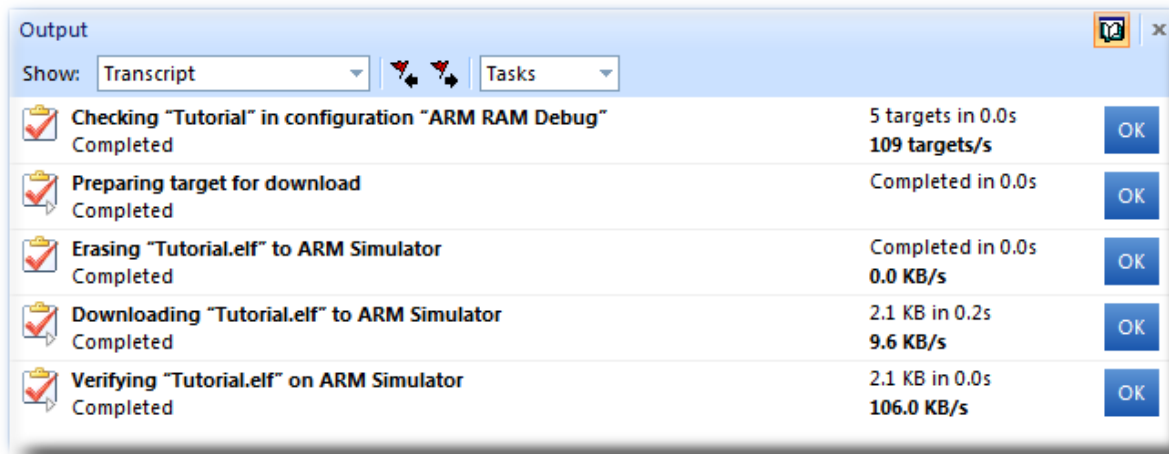 Output
Show: Transcript Tasks
Checking “Tutorial” in configuration “ARM RAM Debug” 5 targets in 0.0s
Completed 109 targets/s OK
Preparing target for download Completed in 0.0s
Completed OK
Erasing “Tutorial.elf” to ARM Simulator Completed in 0.0s
Completed 0.0 KB/s OK
Downloading “Tutorial.elf” to ARM Simulator 2.1 KB in 0.2s
Completed 9.6 KB/s OK
Verifying “Tutorial.elf” on ARM Simulator 2.1 KB in 0.0s
Completed 106.0 KB/s OK